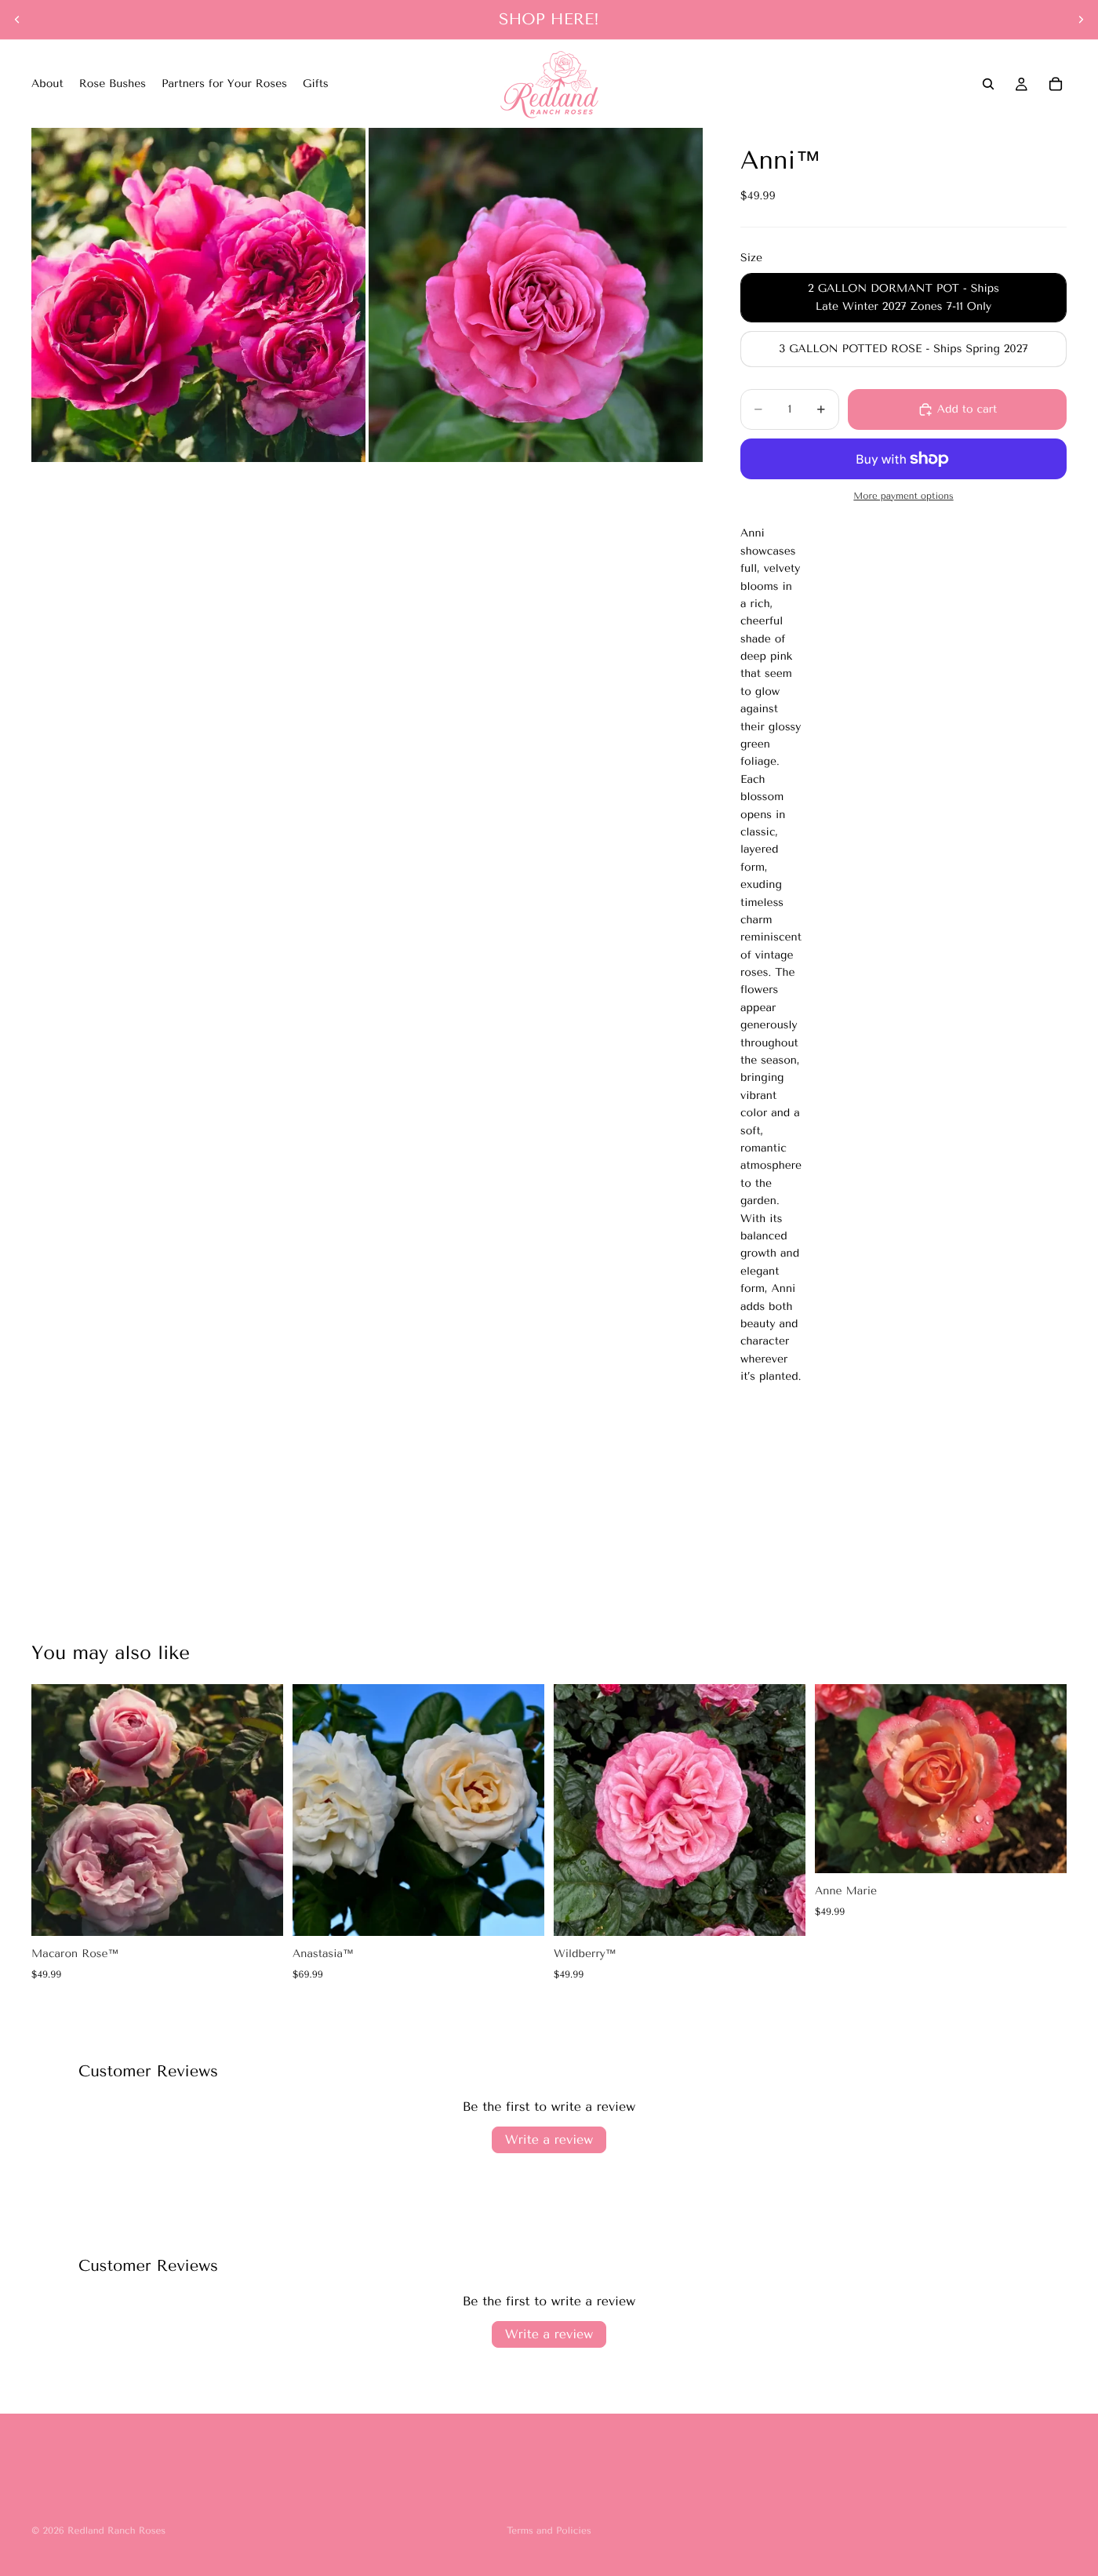 SHOP HERE!
About
Rose Bushes
Partners for Your Roses
Gifts
Redland
RANCH ROSES
Anni™
$49.99
Size
2 GALLON DORMANT POT - Ships
Late Winter 2027 Zones 7-11 Only
3 GALLON POTTED ROSE - Ships Spring 2027
1
Add to cart
Buy with shop
More payment options
Anni
showcases
full, velvety
blooms in
a rich,
cheerful
shade of
deep pink
that seem
to glow
against
their glossy
green
foliage.
Each
blossom
opens in
classic,
layered
form,
exuding
timeless
charm
reminiscent
of vintage
roses. The
flowers
appear
generously
throughout
the season,
bringing
vibrant
color and a
soft,
romantic
atmosphere
to the
garden.
With its
balanced
growth and
elegant
form, Anni
adds both
beauty and
character
wherever
it's planted.
You may also like
Macaron Rose™
$49.99
Anastasia™
$69.99
Wildberry™
$49.99
Anne Marie
$49.99
Customer Reviews
Be the first to write a review
Write a review
Customer Reviews
Be the first to write a review
Write a review
© 2026 Redland Ranch Roses
Terms and Policies